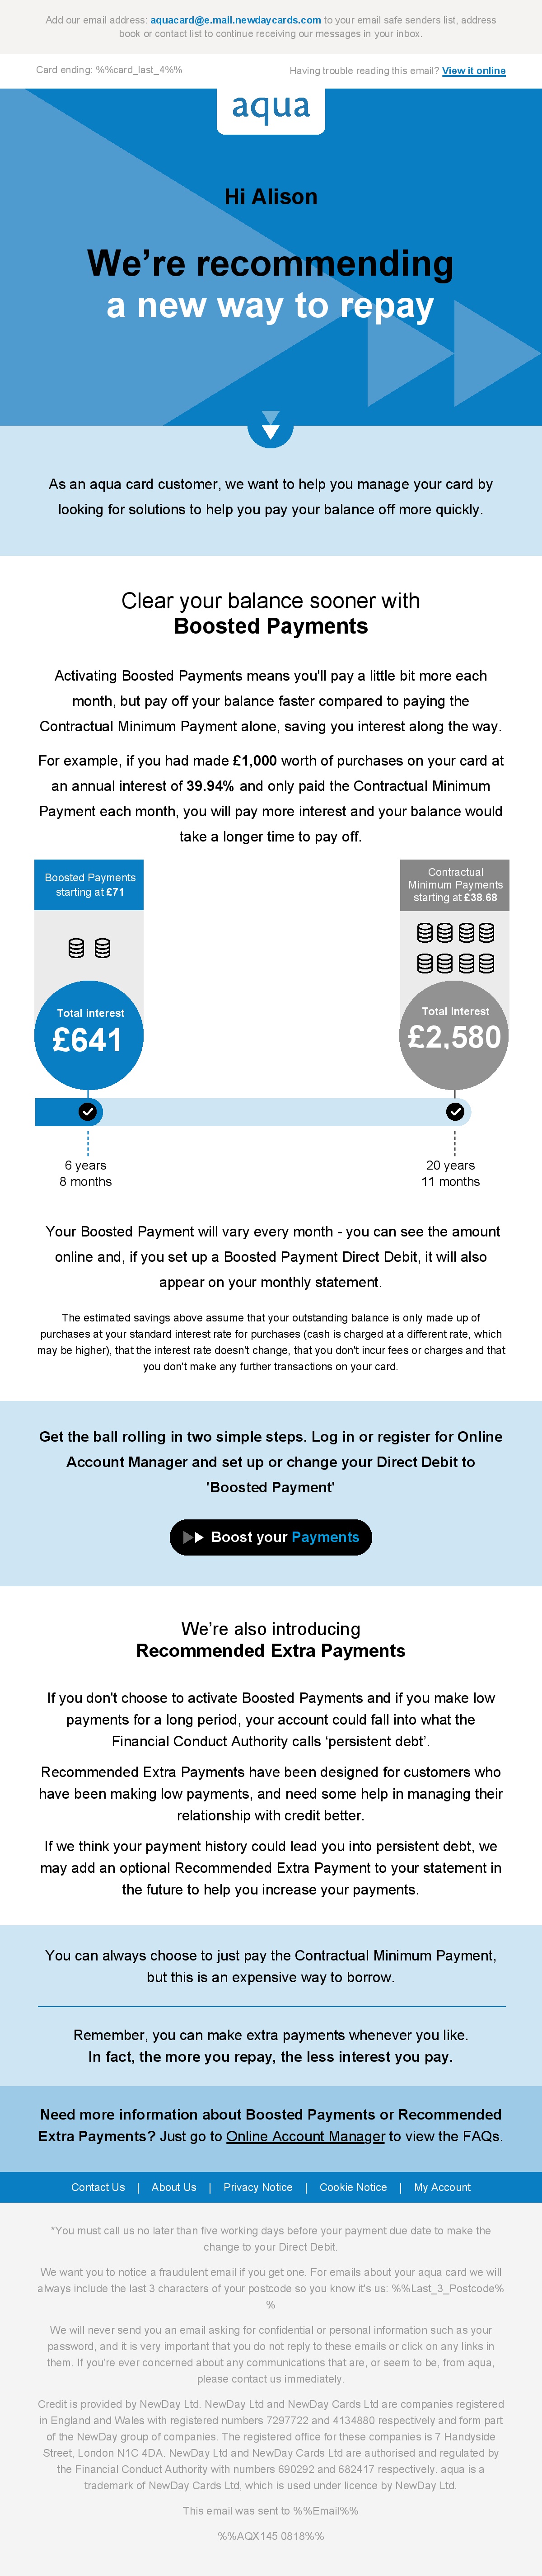 Add our email address: aquacard@e.mail.newdaycards.com to your email safe senders list, address
book or contact list to continue receiving our messages in your inbox.
Card ending: %%card_last_4%%
Having trouble reading this email? View it online
aqua
Hi Alison
We're recommending
a new way to repay
As an aqua card customer, we want to help you manage your card by
looking for solutions to help you pay your balance off more quickly.
Clear your balance sooner with
Boosted Payments
Activating Boosted Payments means you'll pay a little bit more each
month, but pay off your balance faster compared to paying the
Contractual Minimum Payment alone, saving you interest along the way.
For example, if you had made £1,000 worth of purchases on your card at
an annual interest of 39.94% and only paid the Contractual Minimum
Payment each month, you will pay more interest and your balance would
take a longer time to pay off.
Boosted Payments
starting at £71
Total interest
£641
6 years
8 months
Contractual
Minimum Payments
starting at £38.68
Total interest
£2,580
20 years
11 months
Your Boosted Payment will vary every month - you can see the amount
online and, if you set up a Boosted Payment Direct Debit, it will also
appear on your monthly statement.
The estimated savings above assume that your outstanding balance is only made up of
purchases at your standard interest rate for purchases (cash is charged at a different rate, which
may be higher), that the interest rate doesn't change, that you don't incur fees or charges and that
you don't make any further transactions on your card.
Get the ball rolling in two simple steps. Log in or register for Online
Account Manager and set up or change your Direct Debit to
'Boosted Payment'
Boost your Payments
We're also introducing
Recommended Extra Payments
If you don't choose to activate Boosted Payments and if you make low
payments for a long period, your account could fall into what the
Financial Conduct Authority calls 'persistent debt'.
Recommended Extra Payments have been designed for customers who
have been making low payments, and need some help in managing their
relationship with credit better.
If we think your payment history could lead you into persistent debt, we
may add an optional Recommended Extra Payment to your statement in
the future to help you increase your payments.
You can always choose to just pay the Contractual Minimum Payment,
but this is an expensive way to borrow.
Remember, you can make extra payments whenever you like.
In fact, the more you repay, the less interest you pay.
Need more information about Boosted Payments or Recommended
Extra Payments? Just go to Online Account Manager to view the FAQs.
Contact Us | About Us | Privacy Notice | Cookie Notice | My Account
*You must call us no later than five working days before your payment due date to make the
change to your Direct Debit.
We want you to notice a fraudulent email if you get one. For emails about your aqua card we will
always include the last 3 characters of your postcode so you know it's us: %%Last_3_Postcode%
%
We will never send you an email asking for confidential or personal information such as your
password, and it is very important that you do not reply to these emails or click on any links in
them. If you're ever concerned about any communications that are, or seem to be, from aqua,
please contact us immediately.
Credit is provided by NewDay Ltd. NewDay Ltd and NewDay Cards Ltd are companies registered
in England and Wales with registered numbers 7297722 and 4134880 respectively and form part
of the NewDay group of companies. The registered office for these companies is 7 Handyside
Street, London N1C 4DA. NewDay Ltd and NewDay Cards Ltd are authorised and regulated by
the Financial Conduct Authority with numbers 690292 and 682417 respectively. aqua is a
trademark of NewDay Cards Ltd, which is used under licence by NewDay Ltd.
This email was sent to %%Email%%
%%AQX145 0818%%